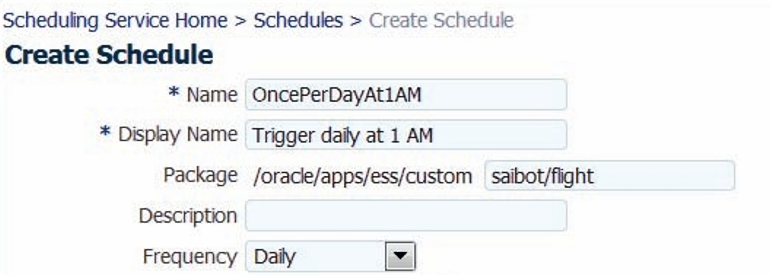 Scheduling Service Home > Schedules > Create Schedule
Create Schedule
* Name OncePerDayAt1AM
* Display Name Trigger daily at 1 AM
Package /oracle/apps/ess/custom saibot/flight
Description
Frequency Daily